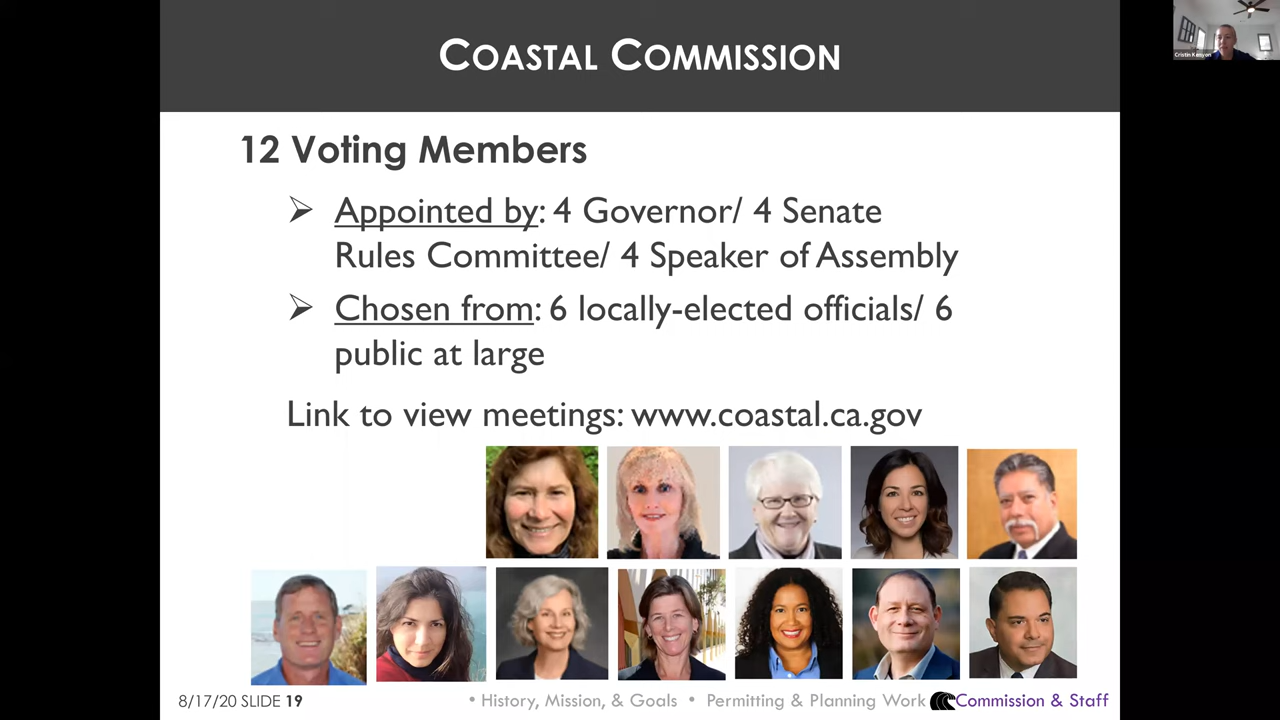 COASTAL COMMISSION
Cristin Kenyon
12 Voting Members
➢ Appointed by: 4 Governor/ 4 Senate
Rules Committee/ 4 Speaker of Assembly
➢ Chosen from: 6 locally-elected officials/ 6
public at large
Link to view meetings: www.coastal.ca.gov
8/17/20 SLIDE 19 • History, Mission, & Goals • Permitting & Planning Work Commission & Staff